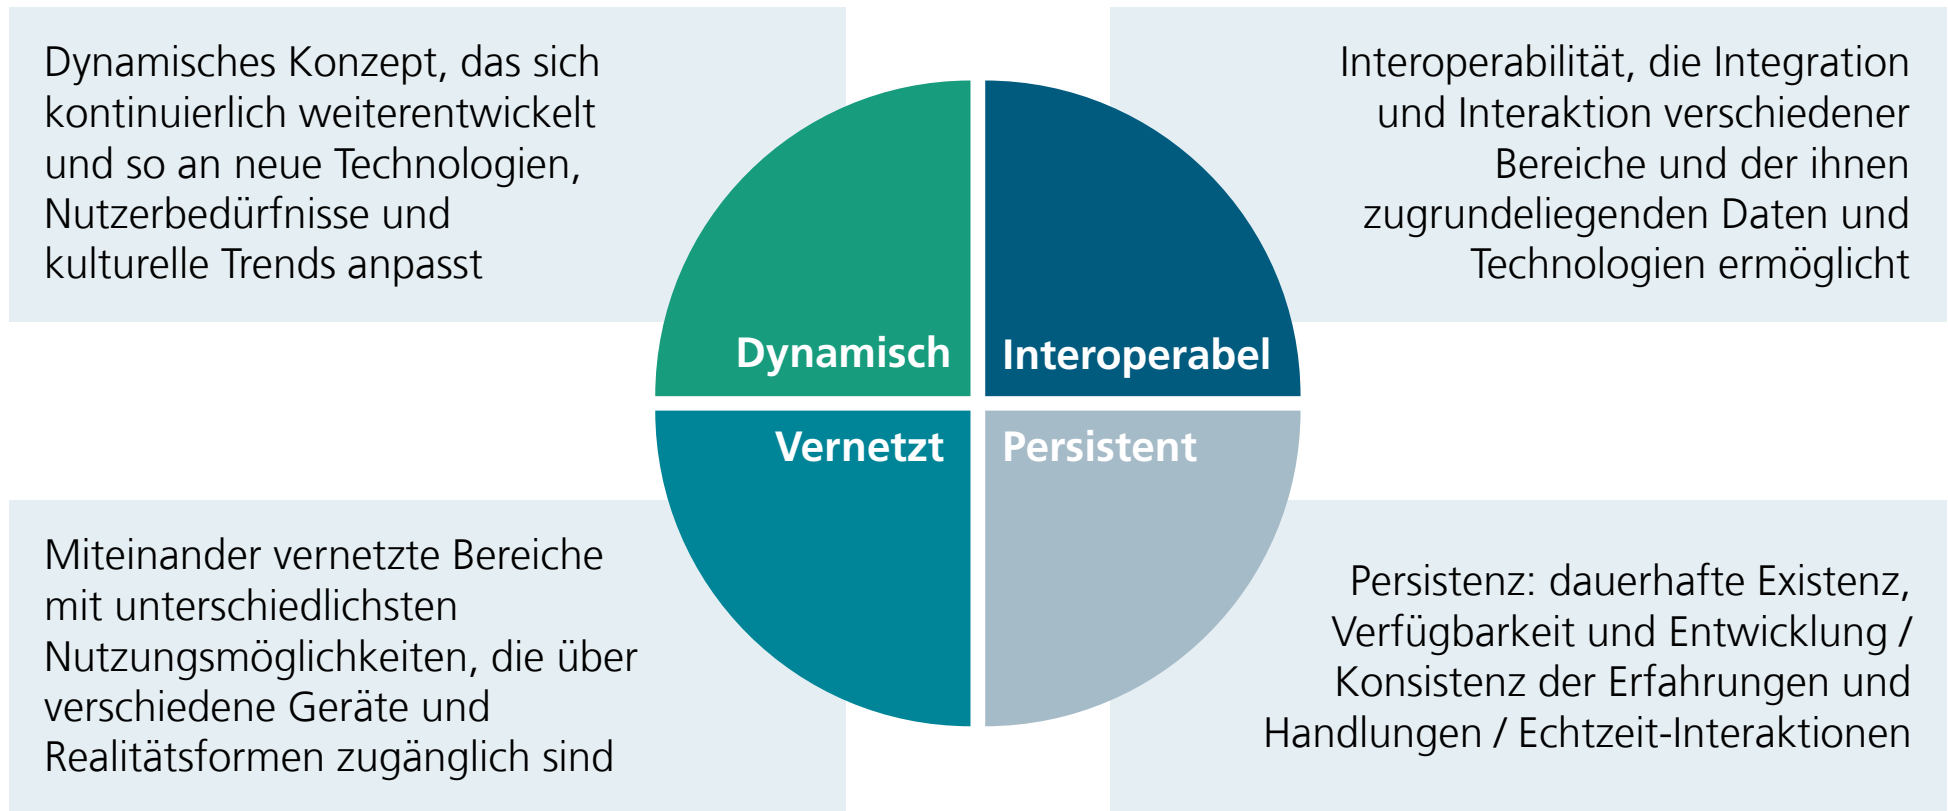 Dynamisches Konzept, das sich
kontinuierlich weiterentwickelt
und so an neue Technologien,
Nutzerbedürfnisse und
kulturelle Trends anpasst
Interoperabilität, die Integration
und Interaktion verschiedener
Bereiche und der ihnen
zugrundeliegenden Daten und
Technologien ermöglicht
Dynamisch
Interoperabel
Vernetzt
Persistent
Miteinander vernetzte Bereiche
mit unterschiedlichsten
Nutzungsmöglichkeiten, die über
verschiedene Geräte und
Realitätsformen zugänglich sind
Persistenz: dauerhafte Existenz,
Verfügbarkeit und Entwicklung /
Konsistenz der Erfahrungen und
Handlungen / Echtzeit-Interaktionen